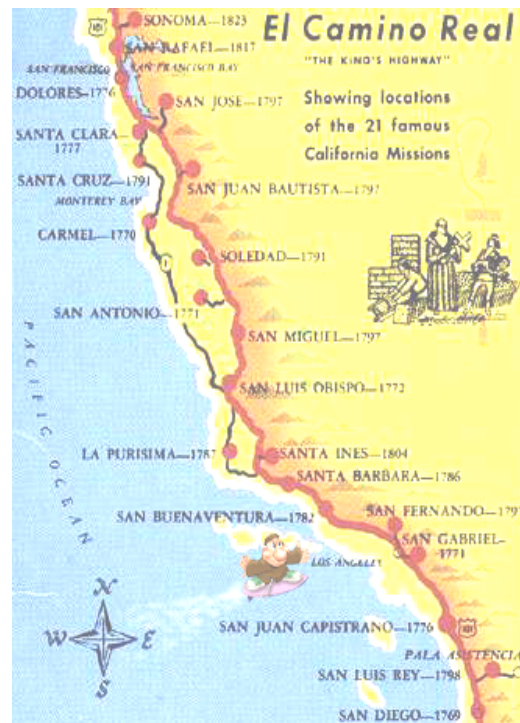 SONOMA—1823
El Camino Real
101
SAN RAFAEL—1817
"THE KING'S HIGHWAY"
SAN FRANCISCO
SAN FRANCISCO BAY
DOLORES—1776
SAN JOSE—1797
Showing locations
of the 21 famous
California Missions
SANTA CLARA—
1777
SANTA CRUZ—1791
SAN JUAN BAUTISTA—1797
MONTEREY BAY
CARMEL—1770
SOLEDAD—1791
1
SAN ANTONIO—1771
PACIFIC OCEAN
SAN MIGUEL—1797
SAN LUIS OBISPO—1772
LA PURISIMA—1787
SANTA INES—1804
SANTA BARBARA—1786
SAN FERNANDO—179
SAN BUENAVENTURA—1782
SAN GABRIEL—
1771
LOS ANGELES
N
W E
S
SAN JUAN CAPISTRANO—1776
101
PALA ASISTENCIA
SAN LUIS REY—1798
SAN DIEGO—1769